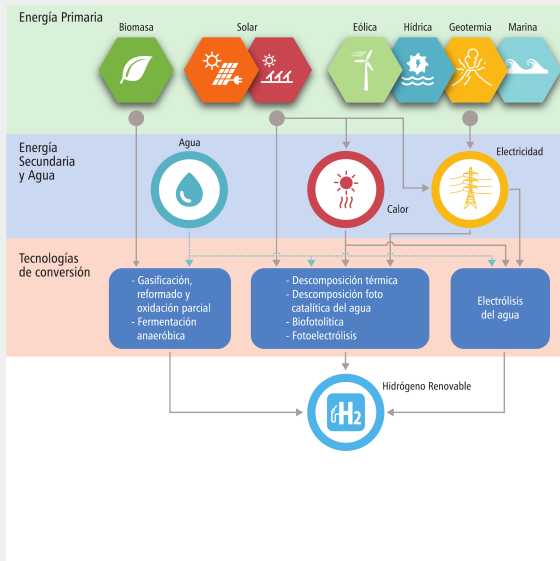 Energía Primaria
Biomasa
Solar
Eólica
Hídrica
Geotermia
Marina
Energía
Secundaria
y Agua
Agua
Calor
Electricidad
Tecnologías
de conversión
- Gasificación,
reformado y
oxidación parcial
- Fermentación
anaeróbica
- Descomposición térmica
- Descomposición foto
catalítica del agua
- Biofotolítica
- Fotoelectrólisis
Electrólisis
del agua
Hidrógeno Renovable
H2